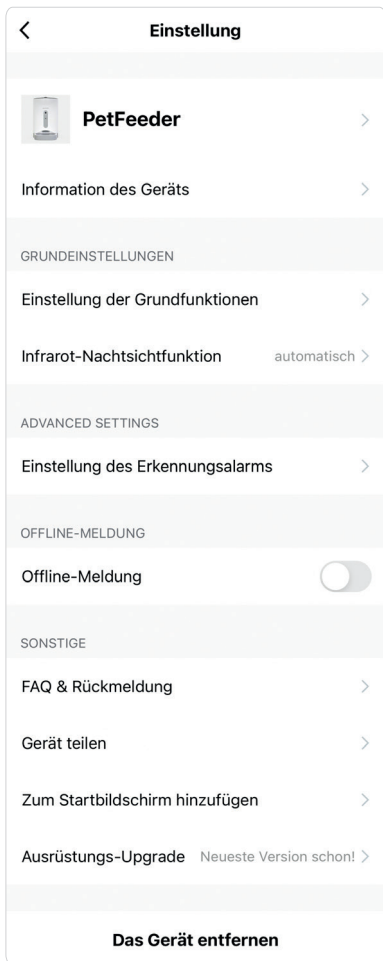 Einstellung
PetFeeder
Information des Geräts
GRUNDEINSTELLUNGEN
Einstellung der Grundfunktionen
Infrarot-Nachtsichtfunktion automatisch
ADVANCED SETTINGS
Einstellung des Erkennungsalarms
OFFLINE-MELDUNG
Offline-Meldung
SONSTIGE
FAQ & Rückmeldung
Gerät teilen
Zum Startbildschirm hinzufügen
Ausrüstungs-Upgrade Neueste Version schon!
Das Gerät entfernen